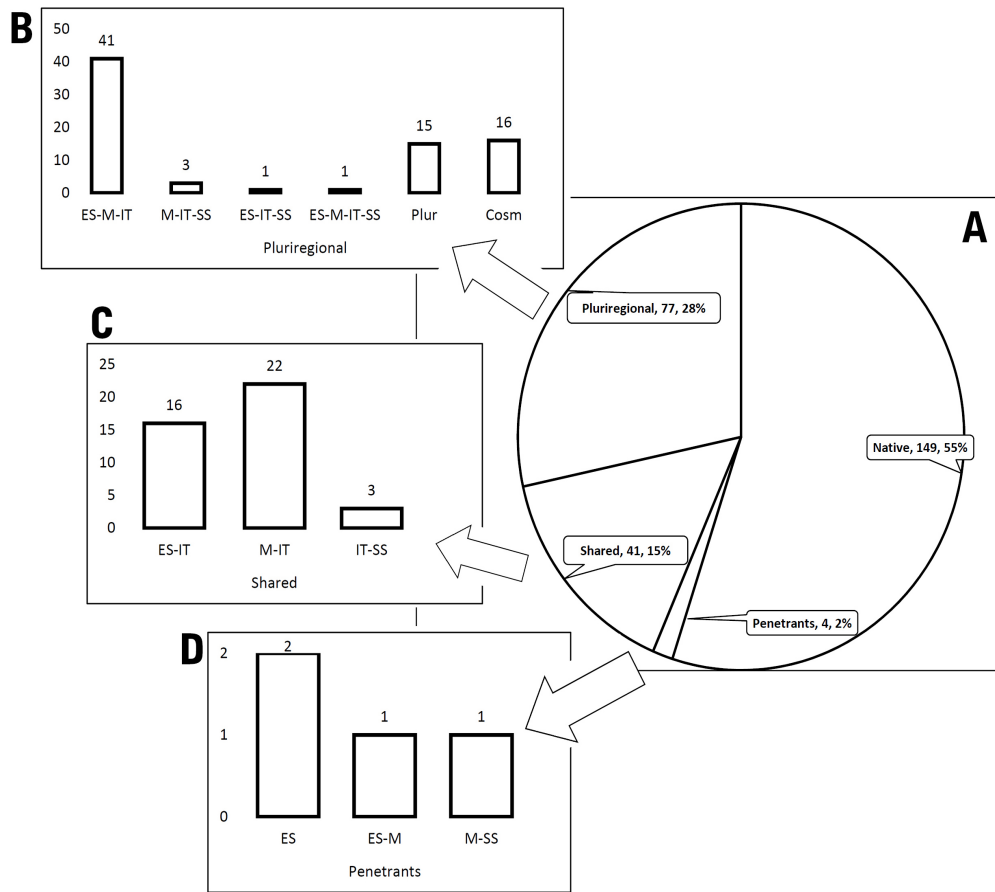 B
50
40
30
20
10
0
41
3
1
1
15
16
ES-M-IT M-IT-SS ES-IT-SS ES-M-IT-SS Plur Cosm
Pluriregional
A
Pluriregional, 77, 28%
Native, 149, 55%
Shared, 41, 15%
Penetrants, 4, 2%
C
25
20
15
10
5
0
16
22
3
ES-IT M-IT IT-SS
Shared
D
2
1
0
2
1
1
ES ES-M M-SS
Penetrants